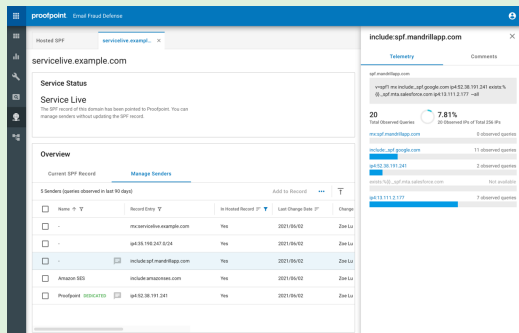 proofpoint Email Fraud Defense
Hosted SPF
servicelive.exampl... ×
servicelive.example.com
Service Status
Service Live
The SPF record of this domain has been pointed to Proofpoint. You can
manage senders without updating the SPF record.
Overview
Current SPF Record
Manage Senders
5 Senders (queries observed in last 90 days)
Add to Record
Name
Record Entry
In Hosted Record
Last Change Date
Change
- mx:servicelive.example.com Yes 2021/06/02 Zoe Lu
- ip4:35.190.247.0/24 Yes 2021/06/02 Zoe Lu
- include:spf.mandrillapp.com Yes 2021/06/02 Zoe Lu
Amazon SES include:amazonses.com Yes 2021/06/02 Zoe Lu
Proofpoint DEDICATED ip4:52.38.191.241 Yes 2021/06/02 Zoe Lu
include:spf.mandrillapp.com
Telemetry
Comments
spf.mandrillapp.com
v=spf1 mx include:_spf.google.com ip4:52.38.191.241 exists:%
{i}._spf.mta.salesforce.com ip4:13.111.2.177 ~all
20
Total Observed Queries
7.81%
20 Observed IPs of Total 256 IPs
mx:spf.mandrillapp.com 0 observed queries
include:_spf.google.com 11 observed queries
ip4:52.38.191.241 2 observed queries
exists:%{i}._spf.mta.salesforce.com Not available
ip4:13.111.2.177 7 observed queries